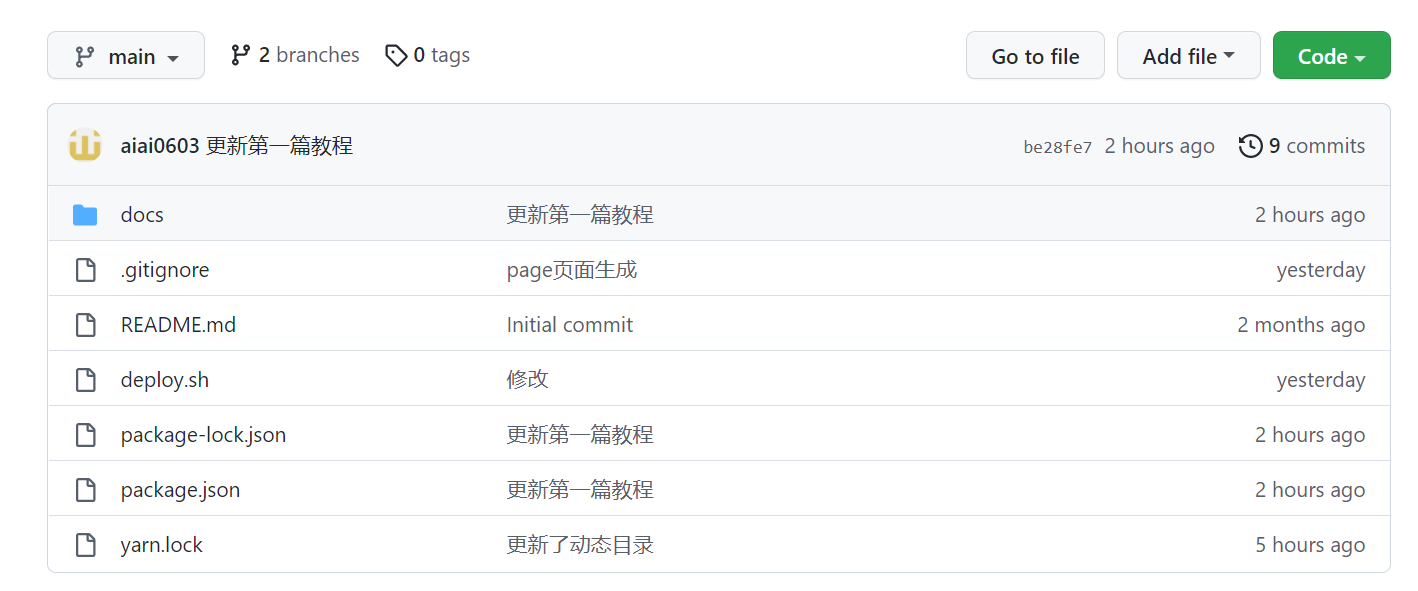 main 2 branches 0 tags Go to file Add file Code
aiai0603 更新第一篇教程 be28fe7 2 hours ago 9 commits
docs 更新第一篇教程 2 hours ago
.gitignore page页面生成 yesterday
README.md Initial commit 2 months ago
deploy.sh 修改 yesterday
package-lock.json 更新第一篇教程 2 hours ago
package.json 更新第一篇教程 2 hours ago
yarn.lock 更新了动态目录 5 hours ago